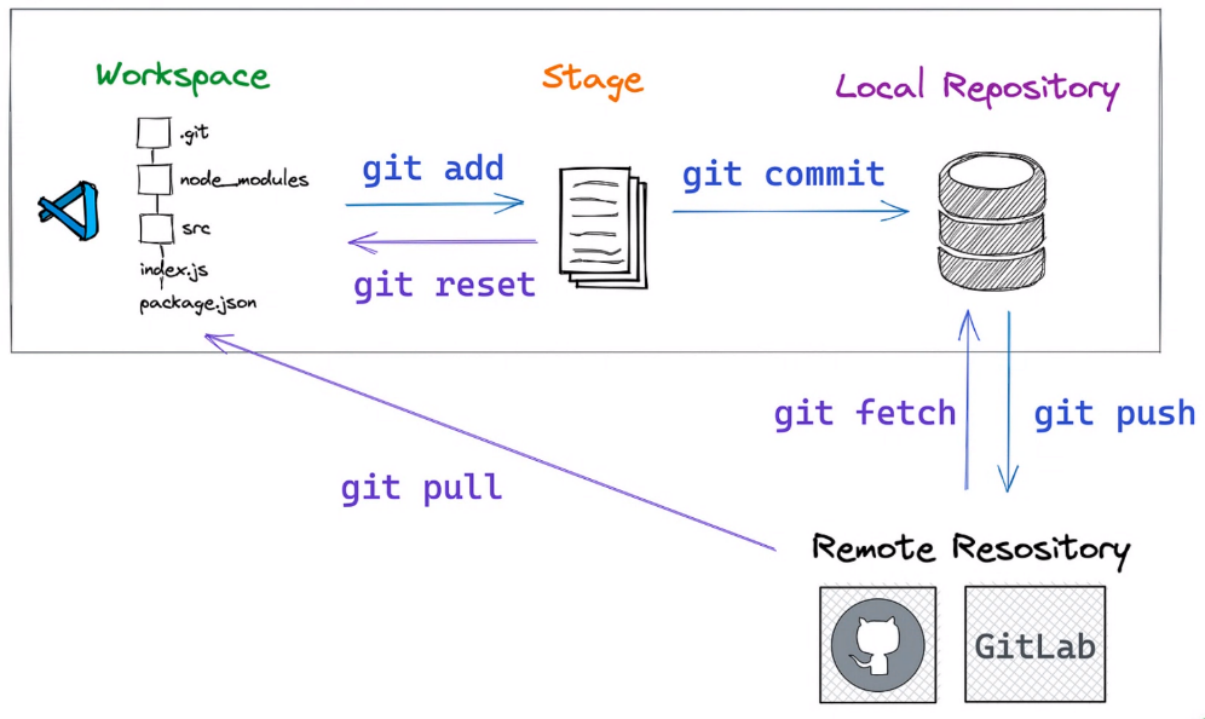 Workspace
Stage
Local Repository
.git
node_modules
src
index.js
package.json
git add
git commit
git reset
git fetch
git push
git pull
Remote Resository
GitLab